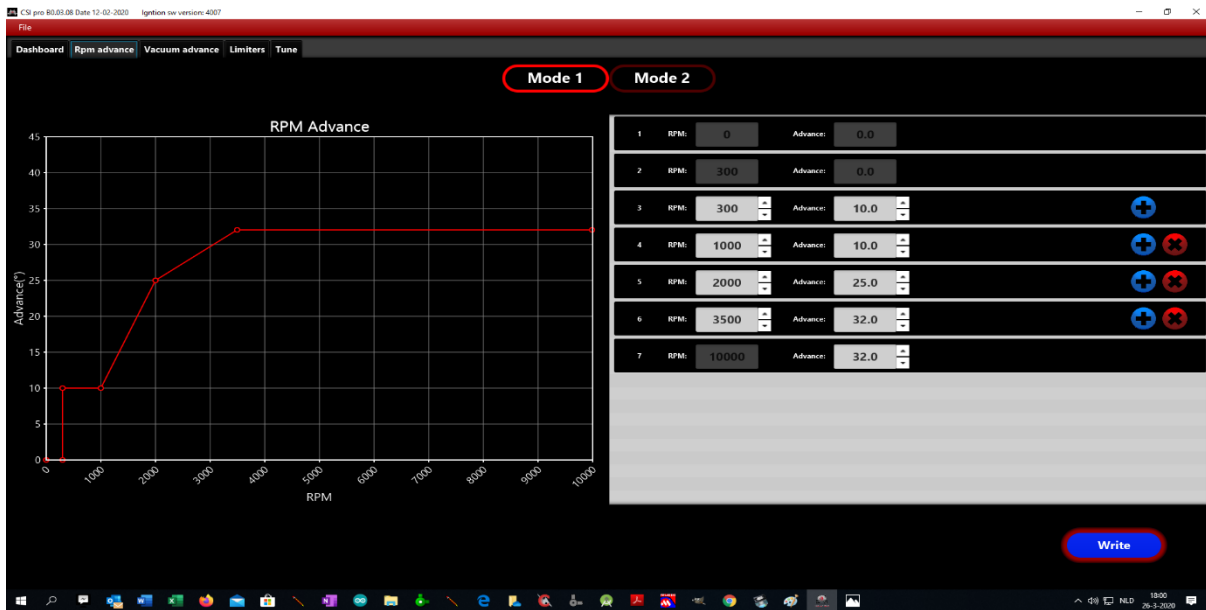 CSI pro B0.03.08 Date 12-02-2020 Igntion sw version: 4007
File
Dashboard Rpm advance Vacuum advance Limiters Tune
Mode 1 Mode 2
RPM Advance
45
40
35
30
25
20
15
10
5
0
Advance(°)
0 1000 2000 3000 4000 5000 6000 7000 8000 9000 10000
RPM
1 RPM: 0 Advance: 0.0
2 RPM: 300 Advance: 0.0
3 RPM: 300 Advance: 10.0
4 RPM: 1000 Advance: 10.0
5 RPM: 2000 Advance: 25.0
6 RPM: 3500 Advance: 32.0
7 RPM: 10000 Advance: 32.0
Write
NLD
18:00
26-3-2020